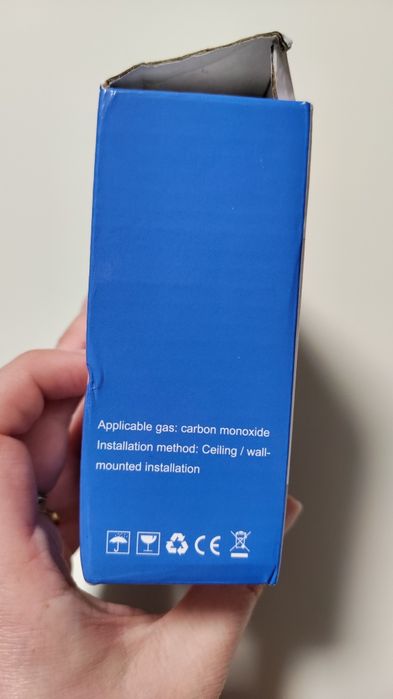 Applicable gas: carbon monoxide
Installation method: Ceiling / wall-
mounted installation
CE